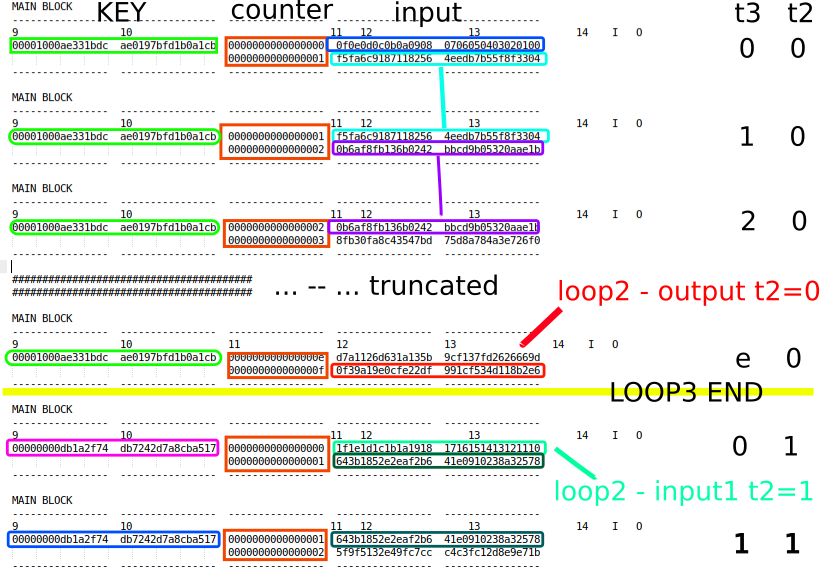 MAIN BLOCK KEY counter input t3 t2
---------------- ---------------- ---------------- ---------------- ----------------
9 10 11 12 13 14 I O
00001000ae331bdc ae0197bfd1b0a1cb 0000000000000000 0f0e0d0c0b0a0908 0706050403020100 0 0
0000000000000001 f5fa6c9187118256 4eedb7b55f8f3304
---------------- ---------------- ---------------- ---------------- ----------------
MAIN BLOCK
---------------- ---------------- ---------------- ---------------- ----------------
9 10 11 12 13 14 I O
00001000ae331bdc ae0197bfd1b0a1cb 0000000000000001 f5fa6c9187118256 4eedb7b55f8f3304 1 0
0000000000000002 0b6af8fb136b0242 bbcd9b05320aae1b
---------------- ---------------- ---------------- ---------------- ----------------
MAIN BLOCK
---------------- ---------------- ---------------- ---------------- ----------------
9 10 11 12 13 14 I O
00001000ae331bdc ae0197bfd1b0a1cb 0000000000000002 0b6af8fb136b0242 bbcd9b05320aae1b 2 0
0000000000000003 8fb30fa8c43547bd 75d8a784a3e726f0
---------------- ---------------- ---------------- ---------------- ----------------
########################################
######################################## ... -- ... truncated
loop2 - output t2=0
MAIN BLOCK
---------------- ---------------- ---------------- ---------------- ----------------
9 10 11 12 13 14 I O
00001000ae331bdc ae0197bfd1b0a1cb 000000000000000e d7a1126d631a135b 9cf137fd2626669d e 0
000000000000000f 0f39a19e0cfe22df 991cf534d118b2e6
---------------- ---------------- ---------------- ---------------- ----------------
LOOP3 END
MAIN BLOCK
---------------- ---------------- ---------------- ---------------- ----------------
9 10 11 12 13 14 I O
00000000db1a2f74 db7242d7a8cba517 0000000000000000 1f1e1d1c1b1a1918 1716151413121110 0 1
0000000000000001 643b1852e2eaf2b6 41e0910238a32578
---------------- ---------------- ---------------- ---------------- ----------------
loop2 - input1 t2=1
MAIN BLOCK
---------------- ---------------- ---------------- ---------------- ----------------
9 10 11 12 13 14 I O
00000000db1a2f74 db7242d7a8cba517 0000000000000001 643b1852e2eaf2b6 41e0910238a32578 1 1
0000000000000002 5f9f5132e49fc7cc c4c3fc12d8e9e71b
---------------- ---------------- ---------------- ---------------- ----------------